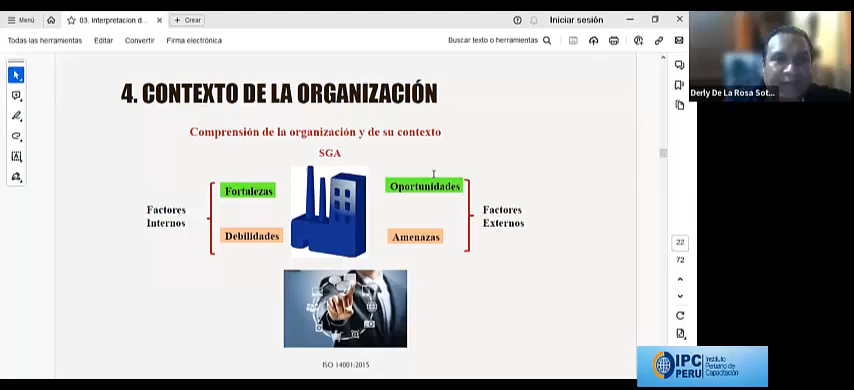 Menú
03. Interpretacion d...
Crear
Iniciar sesión
Todas las herramientas
Editar
Convertir
Firma electrónica
Buscar texto o herramientas
Derly De La Rosa Sot...
4. CONTEXTO DE LA ORGANIZACIÓN
Comprensión de la organización y de su contexto
SGA
Fortalezas
Oportunidades
Factores
Internos
Factores
Externos
Debilidades
Amenazas
22
72
ISO 14001:2015
IPC
PERU
Instituto
Peruano de
Capacitación